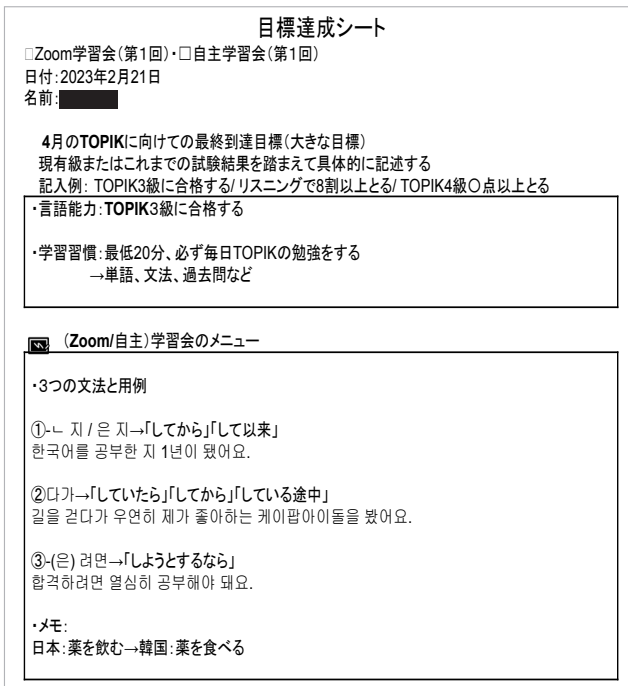 目標達成シート
□Zoom学習会（第1回）・□自主学習会（第1回）
日付：2023年2月21日
名前：
4月のTOPIKに向けての最終到達目標（大きな目標）
現有級またはこれまでの試験結果を踏まえて具体的に記述する
記入例： TOPIK3級に合格する/ リスニングで8割以上とる/ TOPIK4級〇点以上とる
・言語能力：TOPIK3級に合格する
・学習習慣：最低20分、必ず毎日TOPIKの勉強をする
→単語、文法、過去問など
（Zoom/自主）学習会のメニュー
・3つの文法と用例
①-ㄴ 지 / 은 지→「してから」「して以来」
한국어를 공부한 지 1년이 됐어요.
②다가→「していたら」「してから」「している途中」
길을 걷다가 우연히 제가 좋아하는 케이팝아이돌을 봤어요.
③-(은) 려면→「しようとするなら」
합격하려면 열심히 공부해야 돼요.
・メモ：
日本：薬を飲む→韓国：薬を食べる